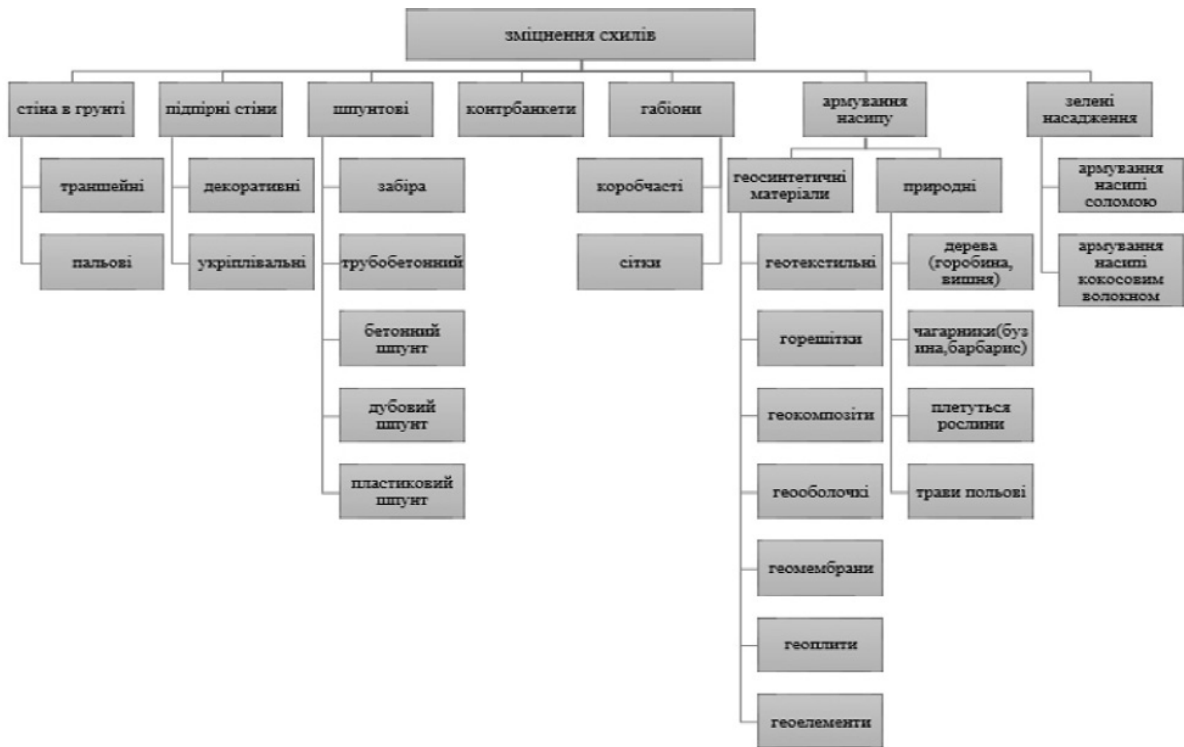 зміцнення схилів
стіна в грунті
підпірні стіни
шпунтові
контрбанкети
габіони
армування
насипу
зелені
насадження
траншейні
пальові
декоративні
укріплівальні
забіра
трубобетонний
бетонний
шпунт
дубовий
шпунт
пластиковий
шпунт
коробчасті
сітки
геосинтетичні
матеріали
геотекстильні
горешітки
геокомпозіти
геооболочкі
геомембрани
геоплити
геоелементи
природні
дерева
(горобина,
вишня)
чагарники(буз
ина,барбарис)
плетуться
рослини
трави польові
армування
насипі
соломою
армування
насипі
кокосовим
волокном